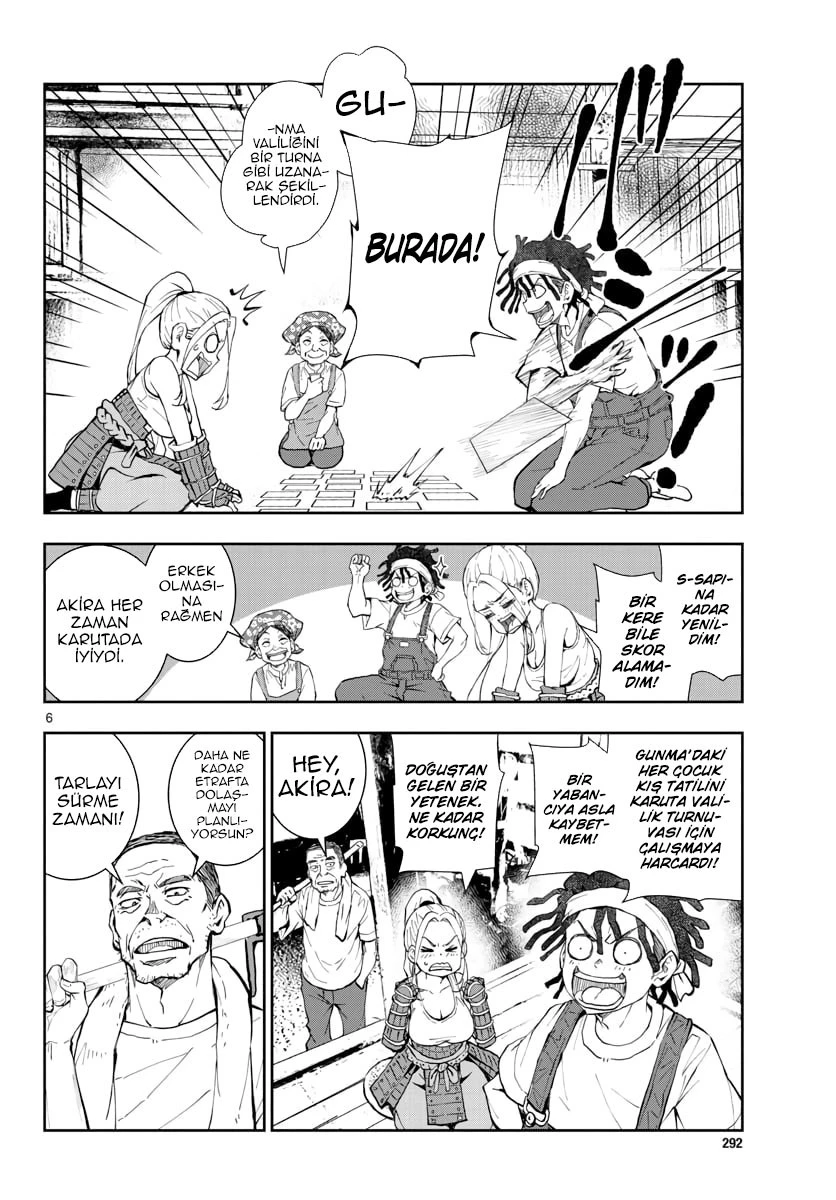 GU-
-NMA
VALİLİĞİNİ
BİR TURNA
GİBİ UZANA-
RAK ŞEKİL-
LENDİRDİ.
BURADA!
S-SAPI-
NA
KADAR
YENİL-
DİM!
BİR
KERE
BİLE
SKOR
ALAMA-
DIM!
ERKEK
OLMASI-
NA
RAĞMEN
AKİRA HER
ZAMAN
KARUTADA
İYİYDİ.
6
GUNMA'DAKİ
HER ÇOCUK
KIŞ TATİLİNİ
KARUTA VALİ-
LİK TURNU-
VASI İÇİN
ÇALIŞMAYA
HARCARDI!
BİR
YABAN-
CIYA ASLA
KAYBET-
MEM!
DOĞUŞTAN
GELEN BİR
YETENEK.
NE KADAR
KORKUNÇ!
HEY,
AKİRA!
DAHA NE
KADAR
ETRAFTA
DOLAŞ-
MAYI
PLANLI-
YORSUN?
TARLAYI
SÜRME
ZAMANI!
292